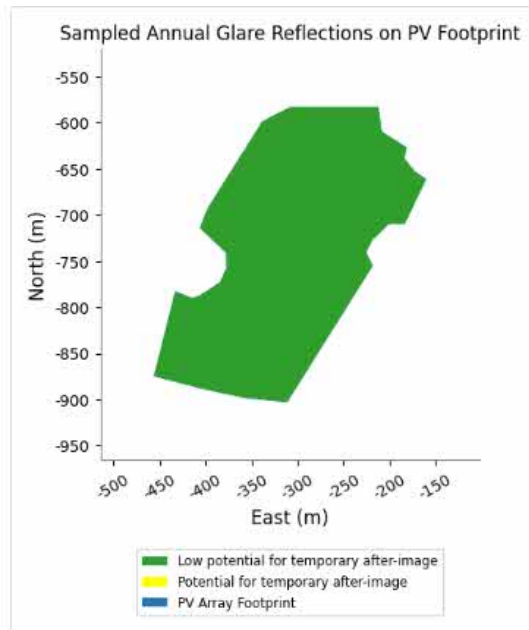 Sampled Annual Glare Reflections on PV Footprint
-550
-600
-650
-700
-750
-800
-850
-900
-950
North (m)
-500
-450
-400
-350
-300
-250
-200
-150
East (m)
Low potential for temporary after-image
Potential for temporary after-image
PV Array Footprint